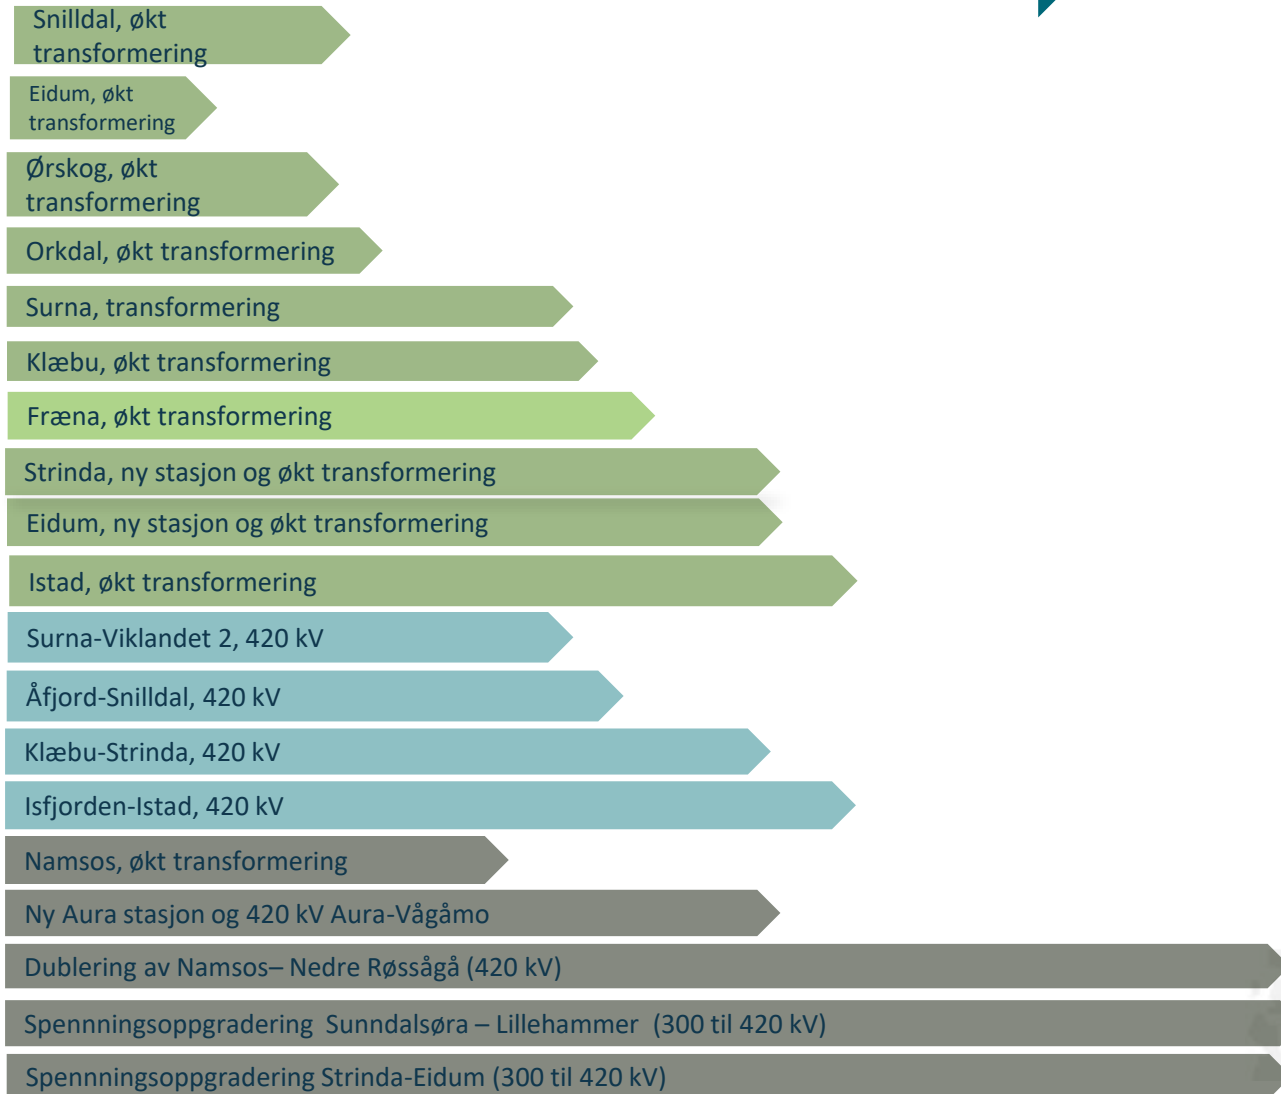 Snilldal, økt
transformering
Eidum, økt
transformering
Ørskog, økt
transformering
Orkdal, økt transformering
Surna, transformering
Klæbu, økt transformering
Fræna, økt transformering
Strinda, ny stasjon og økt transformering
Eidum, ny stasjon og økt transformering
Istad, økt transformering
Surna-Viklandet 2, 420 kV
Åfjord-Snilldal, 420 kV
Klæbu-Strinda, 420 kV
Isfjorden-Istad, 420 kV
Namsos, økt transformering
Ny Aura stasjon og 420 kV Aura-Vågåmo
Dublering av Namsos– Nedre Røssågå (420 kV)
Spennningsoppgradering Sunndalsøra – Lillehammer (300 til 420 kV)
Spennningsoppgradering Strinda-Eidum (300 til 420 kV)